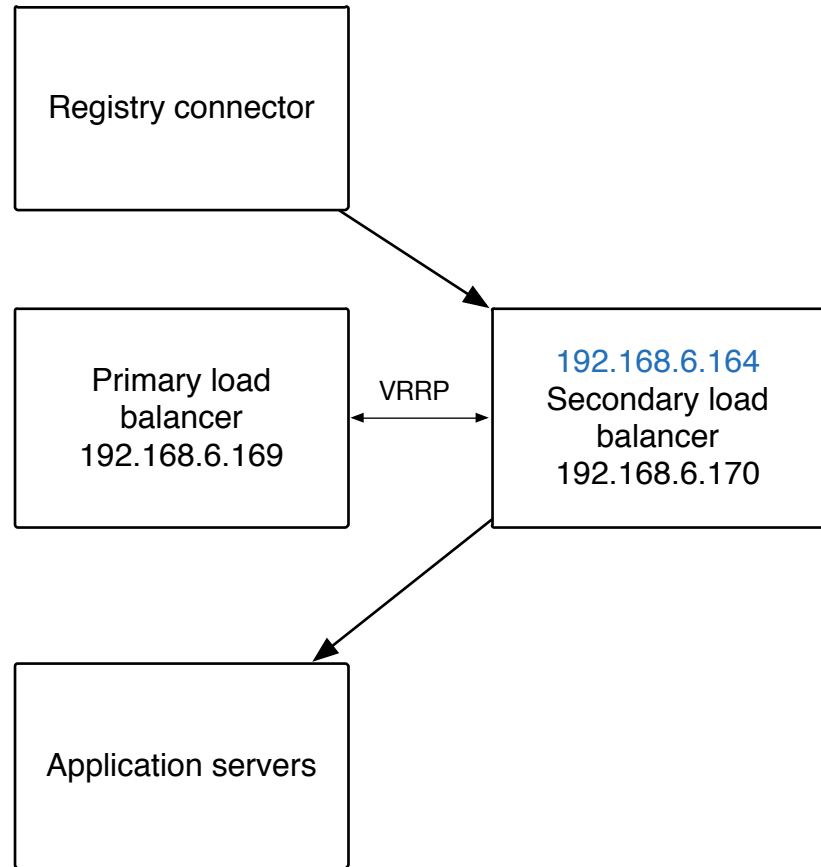 Registry connector
Primary load
balancer
192.168.6.169
VRRP
192.168.6.164
Secondary load
balancer
192.168.6.170
Application servers